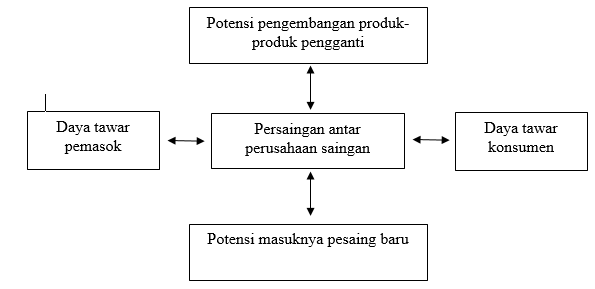 Potensi pengembangan produk-
produk pengganti
Daya tawar
pemasok
Persaingan antar
perusahaan saingan
Daya tawar
konsumen
Potensi masuknya pesaing baru